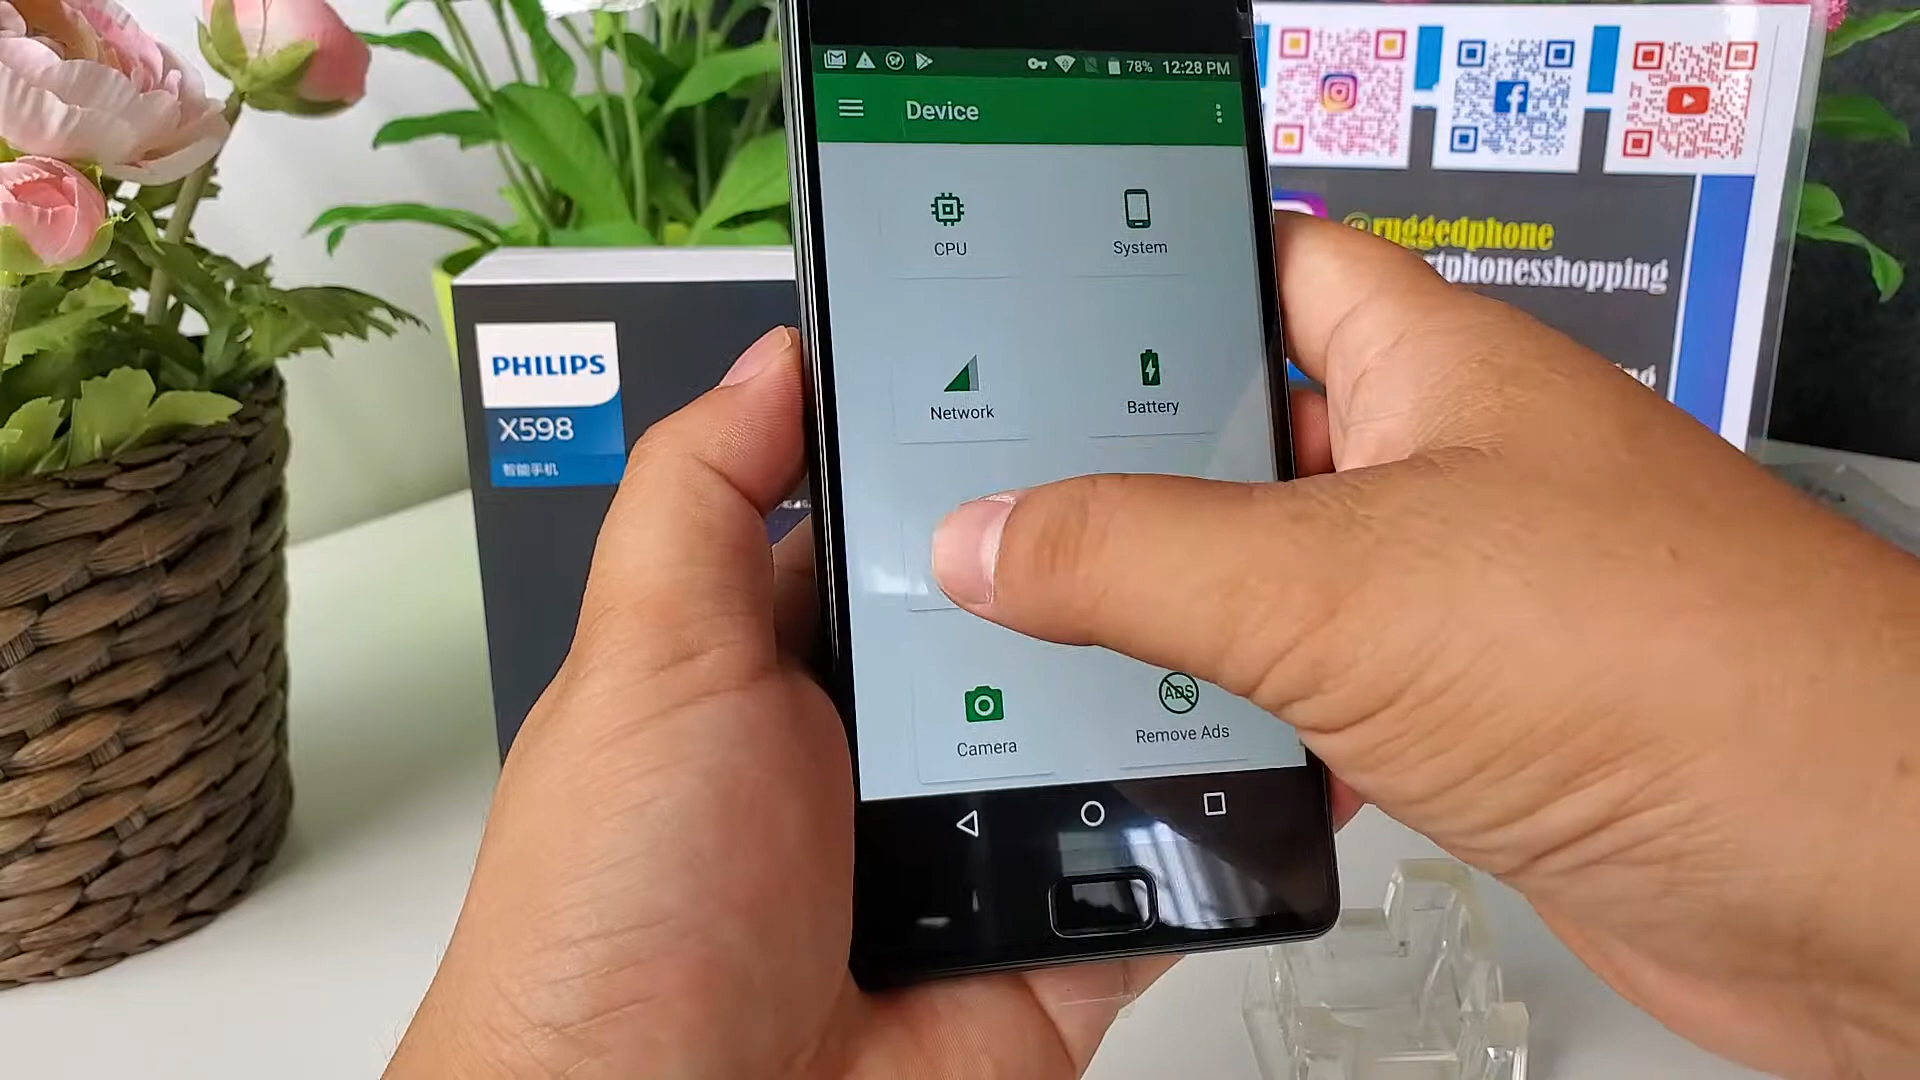 78% 12:28 PM
Device
CPU
System
Network
Battery
Camera
ADS
Remove Ads
PHILIPS
X598
智能手机
@ruggedphone
tphonesshopping